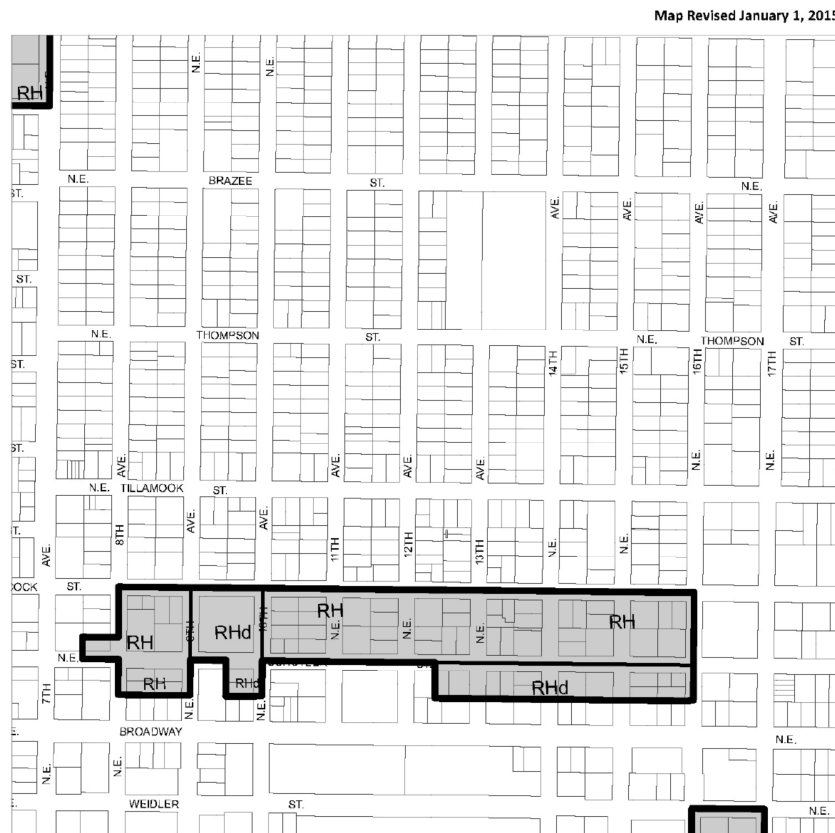 Map Revised January 1, 2015
N.E.
N.E.
RH
N.E.
BRAZEE
ST.
N.E.
ST.
AVE.
AVE.
AVE.
AVE.
ST.
N.E.
THOMPSON
ST.
N.E.
THOMPSON
ST.
ST.
14TH
15TH
16TH
17TH
ST.
AVE.
AVE.
AVE.
AVE.
N.E.
N.E.
N.E.
TILLAMOOK
ST.
AVE.
8TH
AVE.
AVE.
11TH
12TH
13TH
N.E.
N.E.
ST.
RH
RH
RHd
RH
N.E.
N.E.
N.E.
N.E.
RH
RHd
RHd
7TH
N.E.
N.E.
BROADWAY
N.E.
N.E.
N.E.
WEIDLER
ST.
N.E.